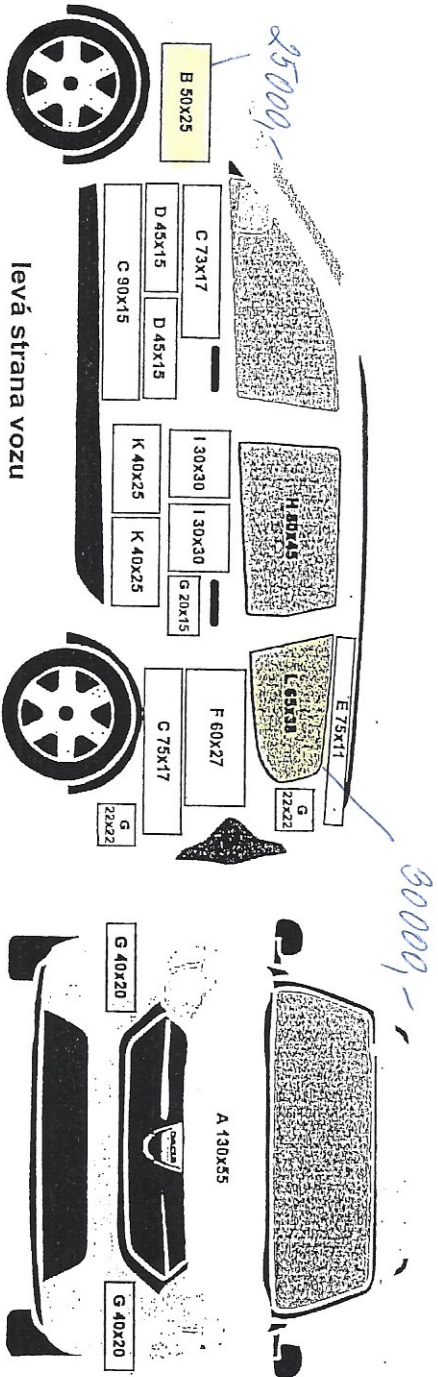 25000,-
B 50x25
C 73x17
D 45x15
D 45x15
C 90x15
levá strana vozu
H 80x45
I 30x30
I 30x30
G 20x15
K 40x25
K 40x25
E 75x11
L 65x38
G
22x22
F 60x27
C 75x17
G
22x22
30000,-
A 130x55
DACIA
G 40x20
G 40x20